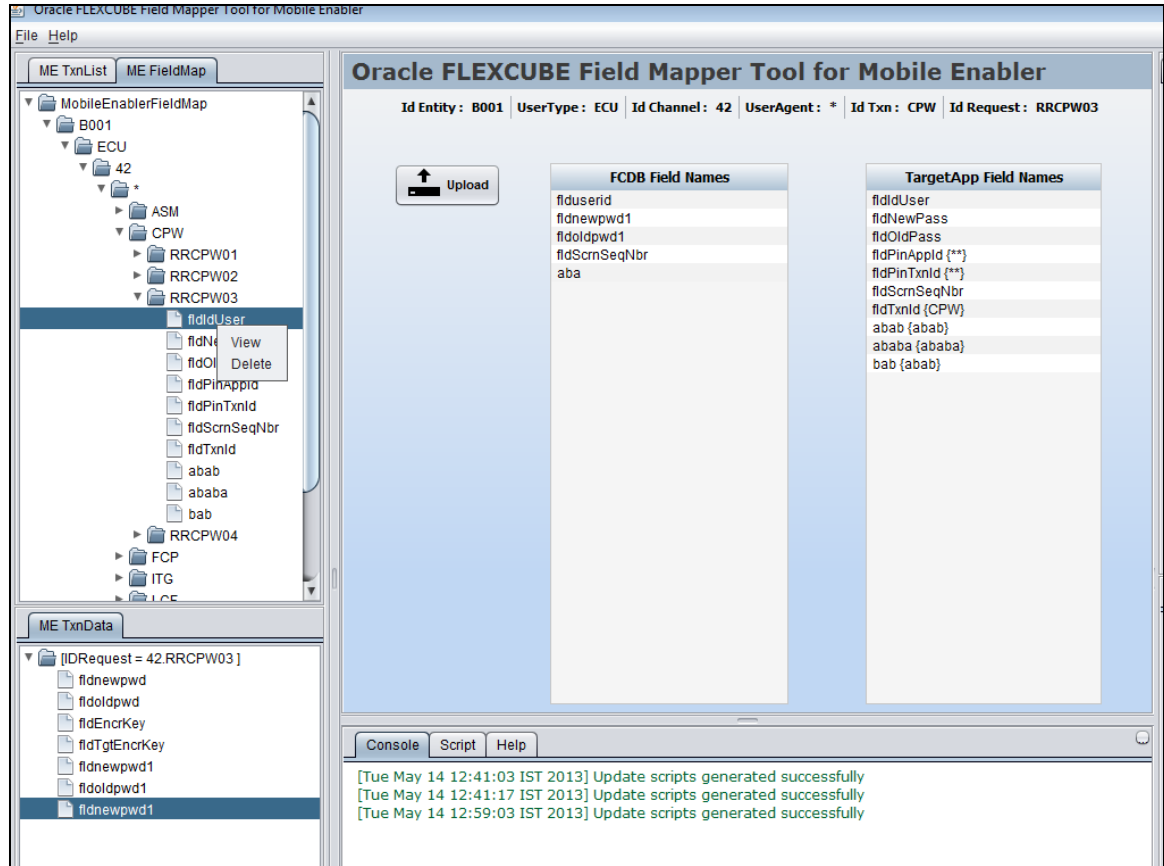 Oracle FLEXCUBE Field Mapper Tool for Mobile Enabler
File Help
ME TxnList ME FieldMap
MobileEnablerFieldMap
B001
ECU
42
*
ASM
CPW
RRCPW01
RRCPW02
RRCPW03
fldIdUser
fldNe
fldOl
fldPinAppId
fldPinTxnId
fldScrnSeqNbr
fldTxnId
abab
ababa
bab
RRCPW04
FCP
ITG
View
Delete
ME TxnData
[IDRequest = 42.RRCPW03 ]
fldnewpwd
fldoldpwd
fldEncrKey
fldTgtEncrKey
fldnewpwd1
fldoldpwd1
fldnewpwd1
Oracle FLEXCUBE Field Mapper Tool for Mobile Enabler
Id Entity : B001 UserType : ECU Id Channel : 42 UserAgent : * Id Txn : CPW Id Request : RRCPW03
Upload
FCDB Field Names
flduserid
fldnewpwd1
fldoldpwd1
fldScrnSeqNbr
aba
TargetApp Field Names
fldIdUser
fldNewPass
fldOldPass
fldPinAppId {**}
fldPinTxnId {**}
fldScrnSeqNbr
fldTxnId {CPW}
abab {abab}
ababa {ababa}
bab {abab}
Console Script Help
[Tue May 14 12:41:03 IST 2013] Update scripts generated successfully
[Tue May 14 12:41:17 IST 2013] Update scripts generated successfully
[Tue May 14 12:59:03 IST 2013] Update scripts generated successfully